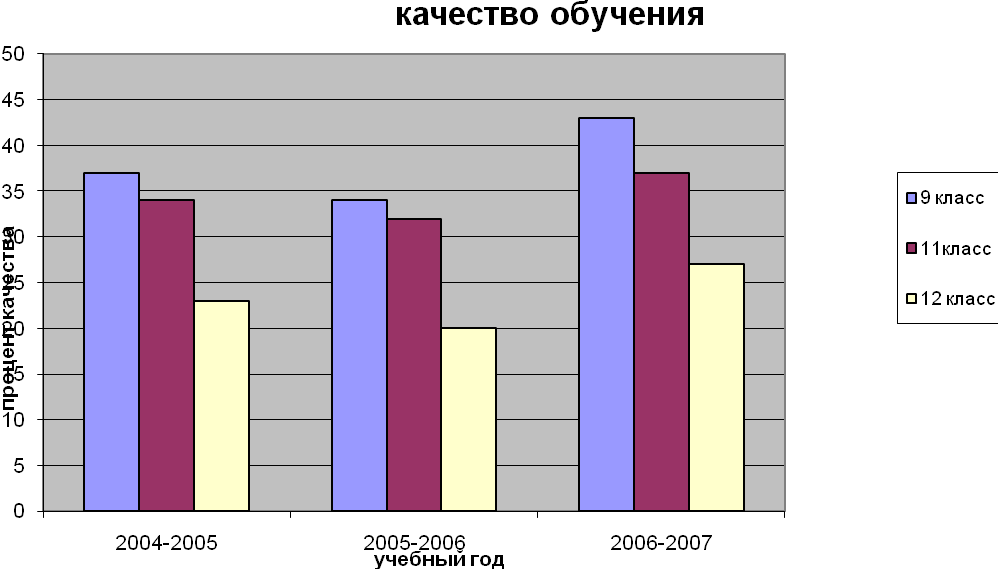 качество обучения
50
45
40
35
30
25
20
15
10
5
0
процент качества
2004-2005
2005-2006
2006-2007
учебный год
9 класс
11класс
12 класс